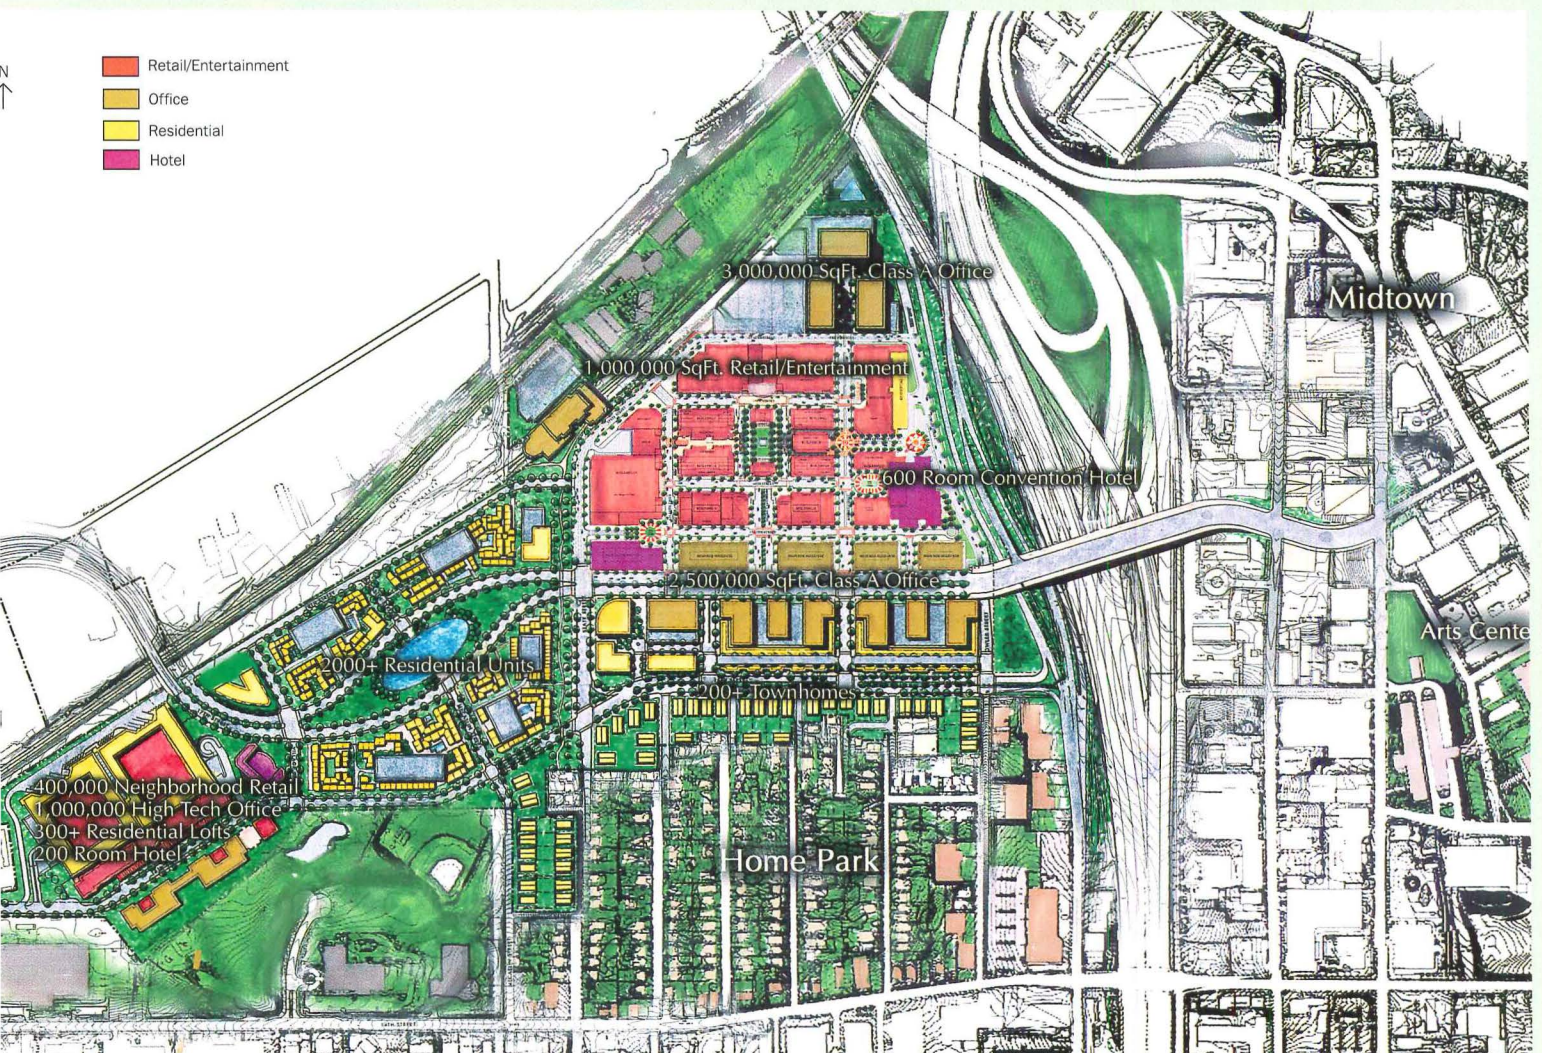 N
Retail/Entertainment
Office
Residential
Hotel
3,000,000 SqFt. Class A Office
Midtown
1,000,000 SqFt. Retail/Entertainment
600 Room Convention Hotel
2,500,000 SqFt. Class A Office
Arts Cente
2000+ Residential Units
200+ Townhomes
400,000 Neighborhood Retail
1,000,000 High Tech Office
300+ Residential Lofts
200 Room Hotel
Home Park
14TH STREET